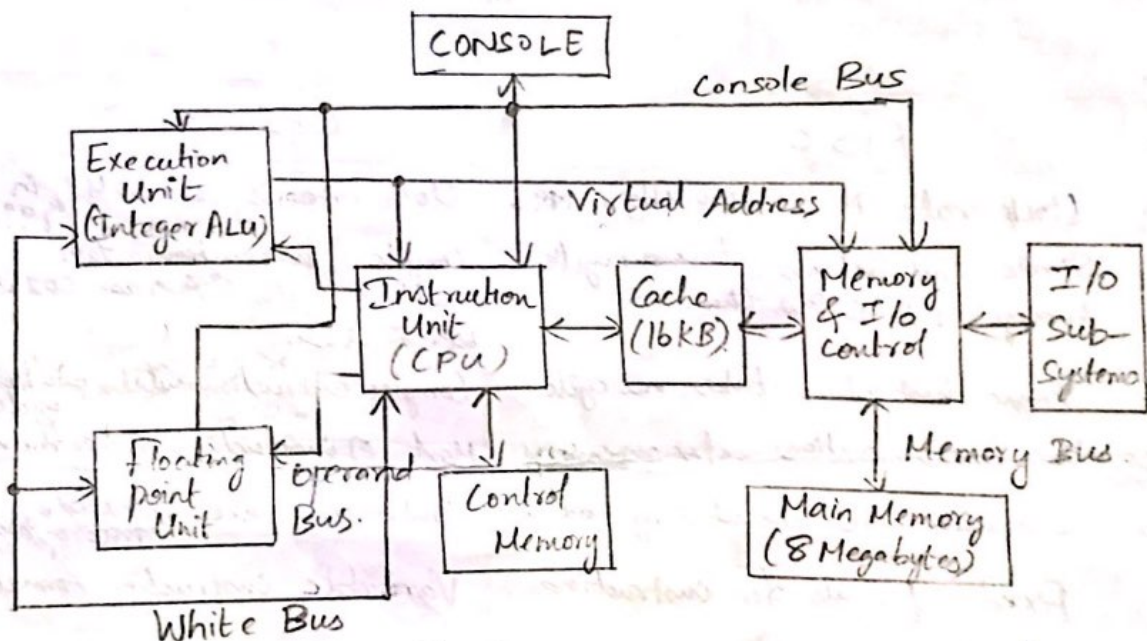 CONSOLE
Console Bus
Execution
Unit
(Integer ALU)
Virtual Address
Instruction
Unit
(CPU)
Cache
(16KB)
Memory
& I/o
control
I/O
Sub-
Systems
Floating
point
Unit
Operand
Bus.
Control
Memory
Memory Bus
Main Memory
(8 Megabytes)
White Bus